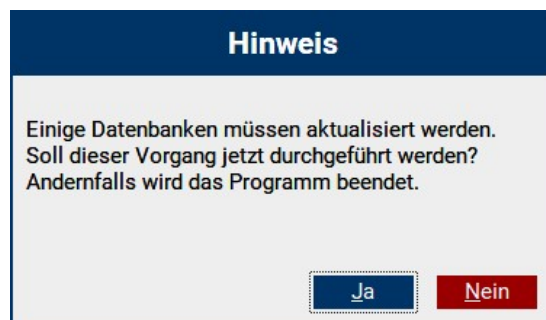 Hinweis
Einige Datenbanken müssen aktualisiert werden.
Soll dieser Vorgang jetzt durchgeführt werden?
Andernfalls wird das Programm beendet.
Ja Nein